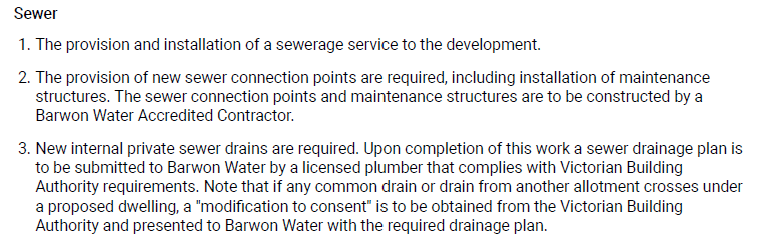 Sewer
1. The provision and installation of a sewerage service to the development.
2. The provision of new sewer connection points are required, including installation of maintenance
structures. The sewer connection points and maintenance structures are to be constructed by a
Barwon Water Accredited Contractor.
3. New internal private sewer drains are required. Upon completion of this work a sewer drainage plan is
to be submitted to Barwon Water by a licensed plumber that complies with Victorian Building
Authority requirements. Note that if any common drain or drain from another allotment crosses under
a proposed dwelling, a "modification to consent" is to be obtained from the Victorian Building
Authority and presented to Barwon Water with the required drainage plan.